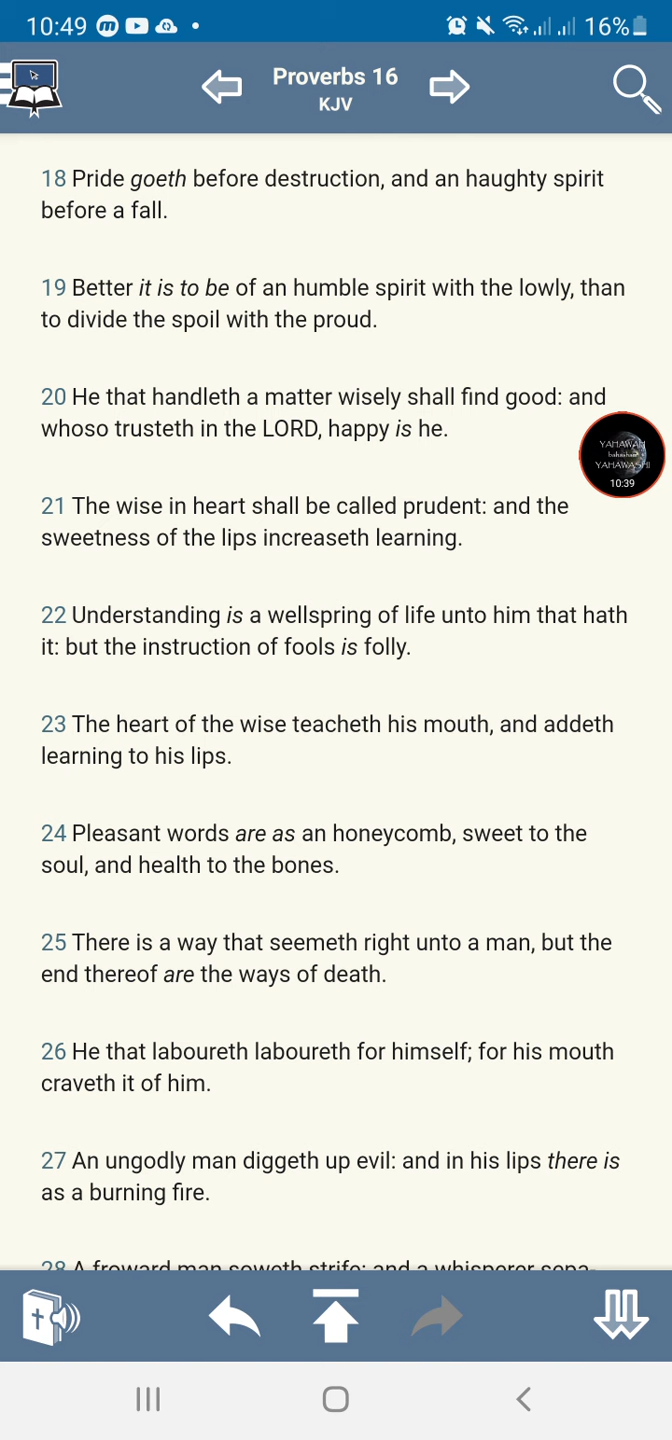 10:49
16%
Proverbs 16
KJV
18 Pride goeth before destruction, and an haughty spirit
before a fall.
19 Better it is to be of an humble spirit with the lowly, than
to divide the spoil with the proud.
20 He that handleth a matter wisely shall find good: and
whoso trusteth in the LORD, happy is he.
YAHAWAH
bahasham
YAHAWASHI
10:39
21 The wise in heart shall be called prudent: and the
sweetness of the lips increaseth learning.
22 Understanding is a wellspring of life unto him that hath
it: but the instruction of fools is folly.
23 The heart of the wise teacheth his mouth, and addeth
learning to his lips.
24 Pleasant words are as an honeycomb, sweet to the
soul, and health to the bones.
25 There is a way that seemeth right unto a man, but the
end thereof are the ways of death.
26 He that laboureth laboureth for himself; for his mouth
craveth it of him.
27 An ungodly man diggeth up evil: and in his lips there is
as a burning fire.
28 A froward man soweth strife: and a whisperer sepa-